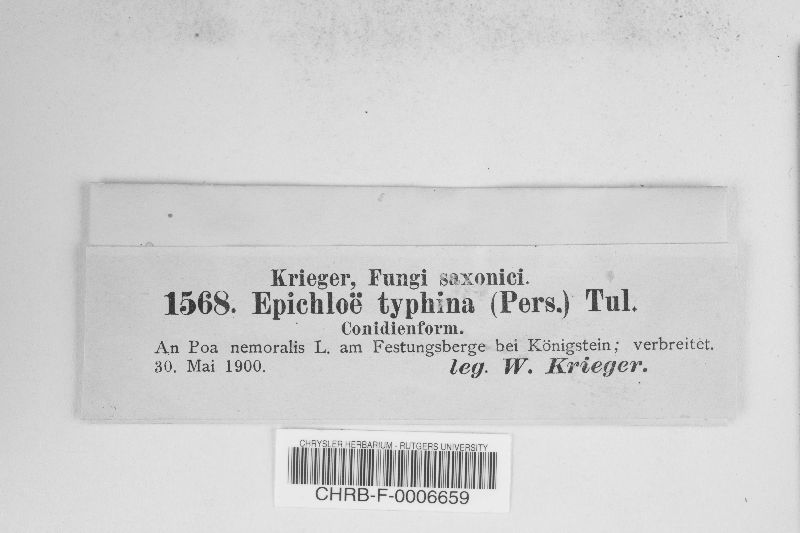 Krieger, Fungi saxonici.
1568. Epichloë typhina (Pers.) Tul.
Conidienform.
An Poa nemoralis L. am Festungsberge bei Königstein; verbreitet.
30. Mai 1900. leg. W. Krieger.
CHRYSLER HERBARIUM - RUTGERS UNIVERSITY
CHRB-F-0006659